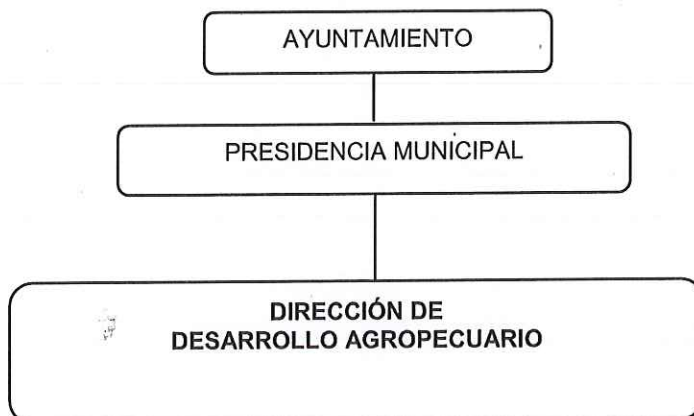 AYUNTAMIENTO
PRESIDENCIA MUNICIPAL
DIRECCIÓN DE
DESARROLLO AGROPECUARIO